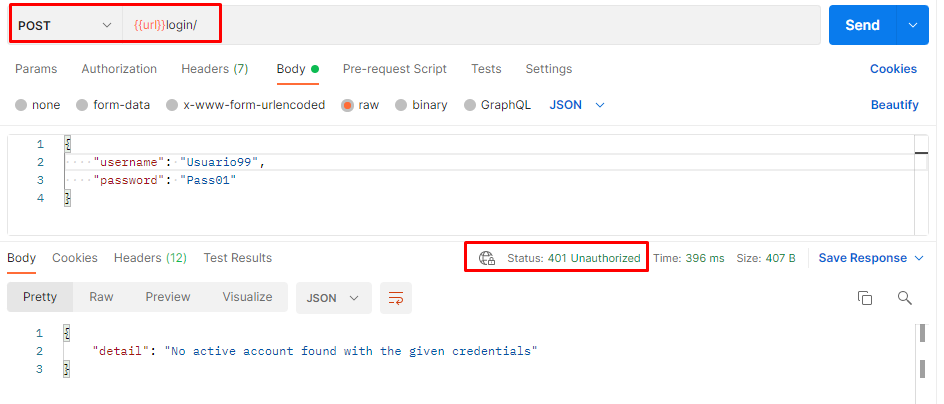 POST {{url}}login/ Send
Params Authorization Headers (7) Body Pre-request Script Tests Settings Cookies
none form-data x-www-form-urlencoded raw binary GraphQL JSON Beautify
1 {
2 "username": "Usuario99",
3 "password": "Pass01"
4 }
Body Cookies Headers (12) Test Results Status: 401 Unauthorized Time: 396 ms Size: 407 B Save Response
Pretty Raw Preview Visualize JSON
1 {
2 "detail": "No active account found with the given credentials"
3 }